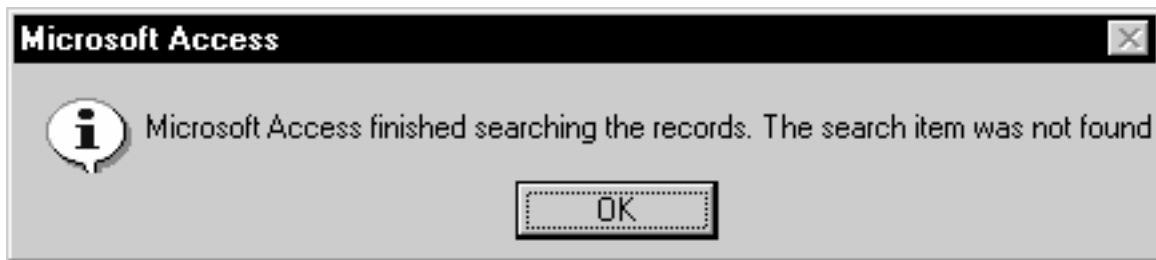 Microsoft Access
Microsoft Access finished searching the records. The search item was not found
OK